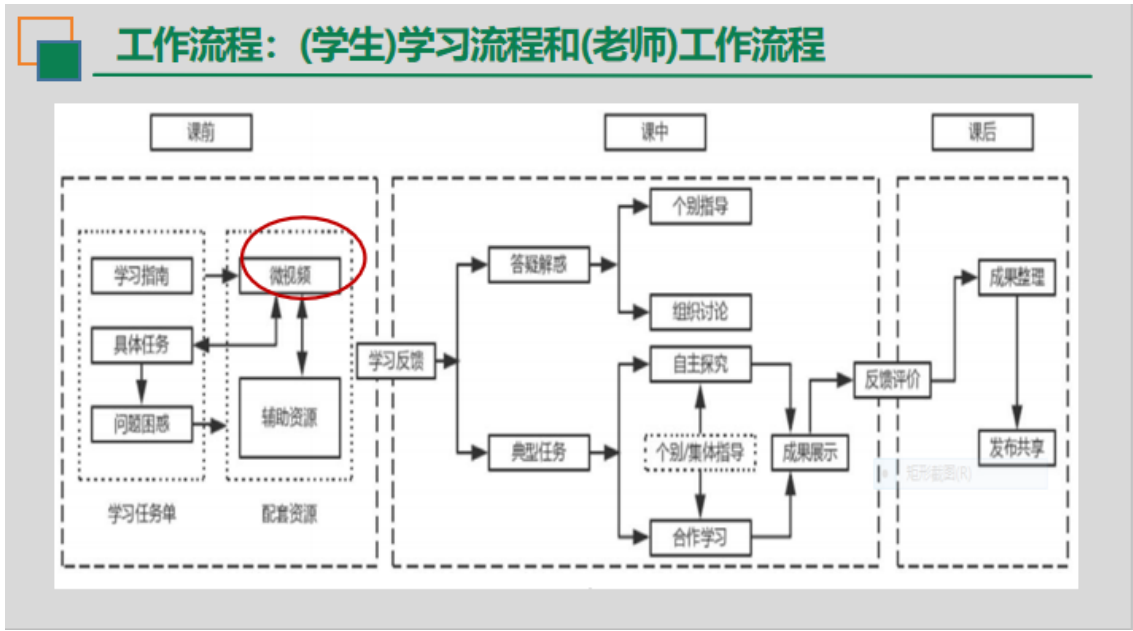 工作流程：(学生)学习流程和(老师)工作流程
课前
课中
课后
学习指南
微视频
具体任务
问题困惑
辅助资源
学习任务单
配套资源
学习反馈
答疑解惑
个别指导
组织讨论
典型任务
自主探究
个别/集体指导
合作学习
成果展示
反馈评价
成果整理
发布共享
矩形截图(R)